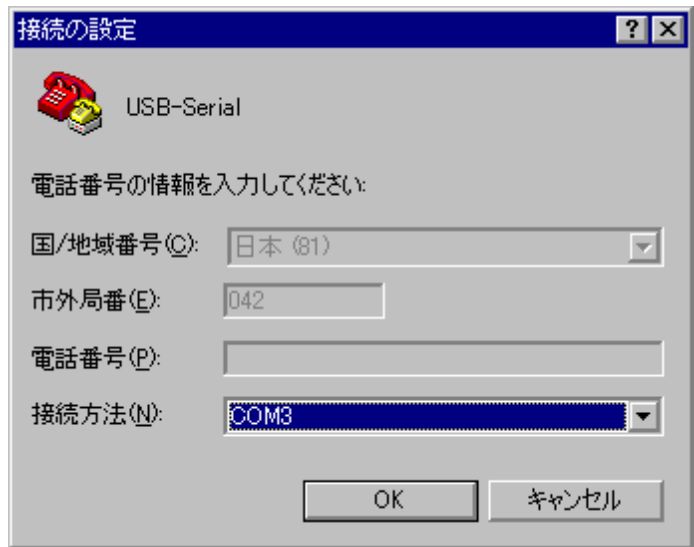 接続の設定
USB-Serial
電話番号の情報を入力してください:
国/地域番号(C): 日本 (81)
市外局番(E): 042
電話番号(P):
接続方法(N): COM3
OK キャンセル